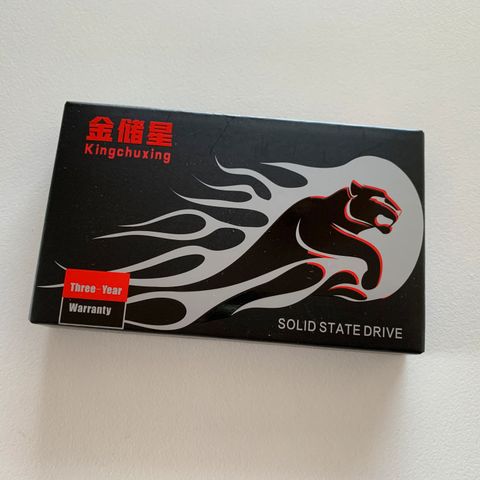 金储星
Kingchuxing
Three-Year
Warranty
SOLID STATE DRIVE